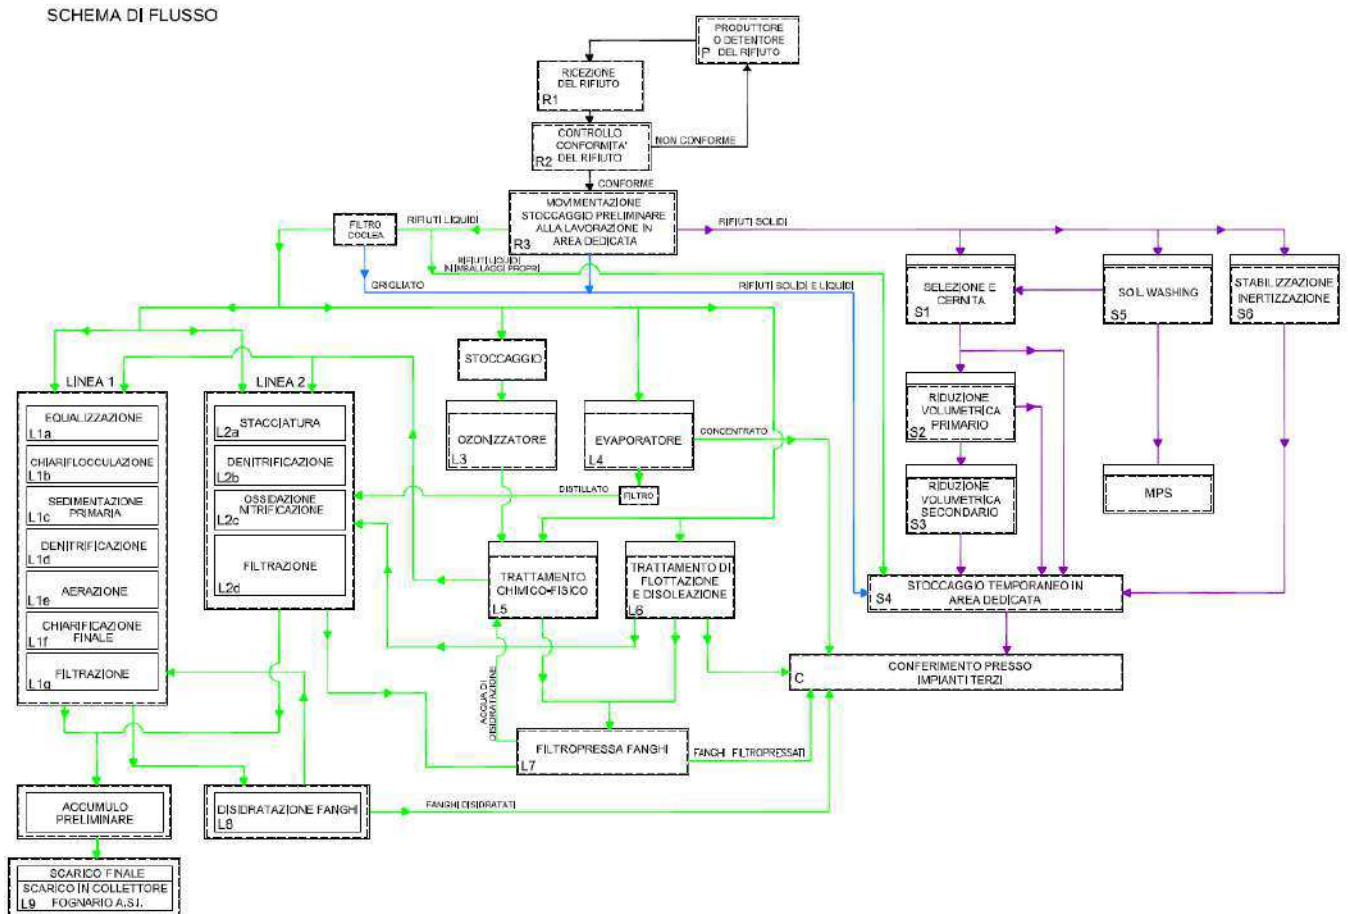 SCHEMA DI FLUSSO
PRODUTTORE
O DETENTORE
DEL RIFIUTO
P
RICEZIONE
DEL RIFIUTO
R1
CONTROLLO
CONFORMITA'
DEL RIFIUTO
R2
NON CONFORME
CONFORME
MOVIMENTAZIONE
STOCCAGGIO PRELIMINARE
ALLA LAVORAZIONE IN
AREA DEDICATA
R3
RIFIUTI LIQUIDI
RIFIUTI SOLIDI
FILTRO
COCLEA
RIFIUTI LIQUIDI
IN IMBALLAGGI PROPRI
GRIGLIATO
RIFIUTI SOLIDI E LIQUIDI
SELEZIONE E
CERNITA
S1
SOIL WASHING
S5
STABILIZZAZIONE
INERTIZZAZIONE
S6
STOCCAGGIO
LINEA 1
LINEA 2
EQUALIZZAZIONE
L1a
CHIARIFLOCCULAZIONE
L1b
SEDIMENTAZIONE
PRIMARIA
L1c
DENITRIFICAZIONE
L1d
AERAZIONE
L1e
CHIARIFICAZIONE
FINALE
L1f
FILTRAZIONE
L1g
STACCIATURA
L2a
DENITRIFICAZIONE
L2b
OSSIDAZIONE
NITRIFICAZIONE
L2c
FILTRAZIONE
L2d
OZONIZZATORE
L3
EVAPORATORE
L4
CONCENTRATO
DISTILLATO
FILTRO
RIDUZIONE
VOLUMETRICA
PRIMARIO
S2
RIDUZIONE
VOLUMETRICA
SECONDARIO
S3
MPS
TRATTAMENTO
CHIMICO-FISICO
L5
TRATTAMENTO DI
FLOTTAZIONE
E DISOLEAZIONE
L6
STOCCAGGIO TEMPORANEO IN
AREA DEDICATA
S4
CONFERIMENTO PRESSO
IMPIANTI TERZI
C
ACQUA DI
DISIDRATAZIONE
FILTROPRESSA FANGHI
L7
FANGHI FILTROPRESSATI
ACCUMULO
PRELIMINARE
DISIDRATAZIONE FANGHI
L8
FANGHI DISIDRATATI
SCARICO FINALE
SCARICO IN COLLETTORE
FOGNARIO A.S.I.
L9